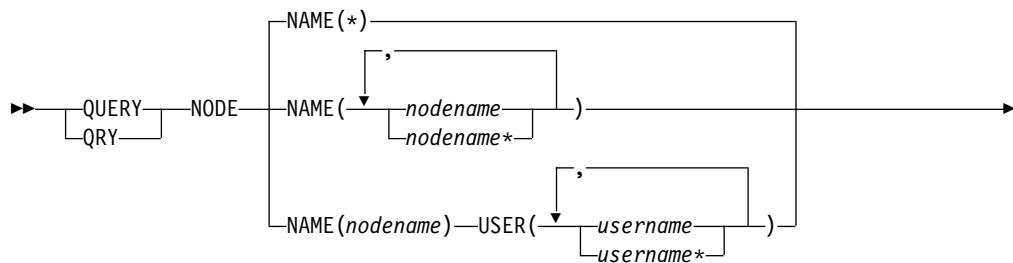 NAME(*)
,
QUERY NODE NAME( nodename )
QRY nodename*
,
NAME(nodename) USER( username )
username*